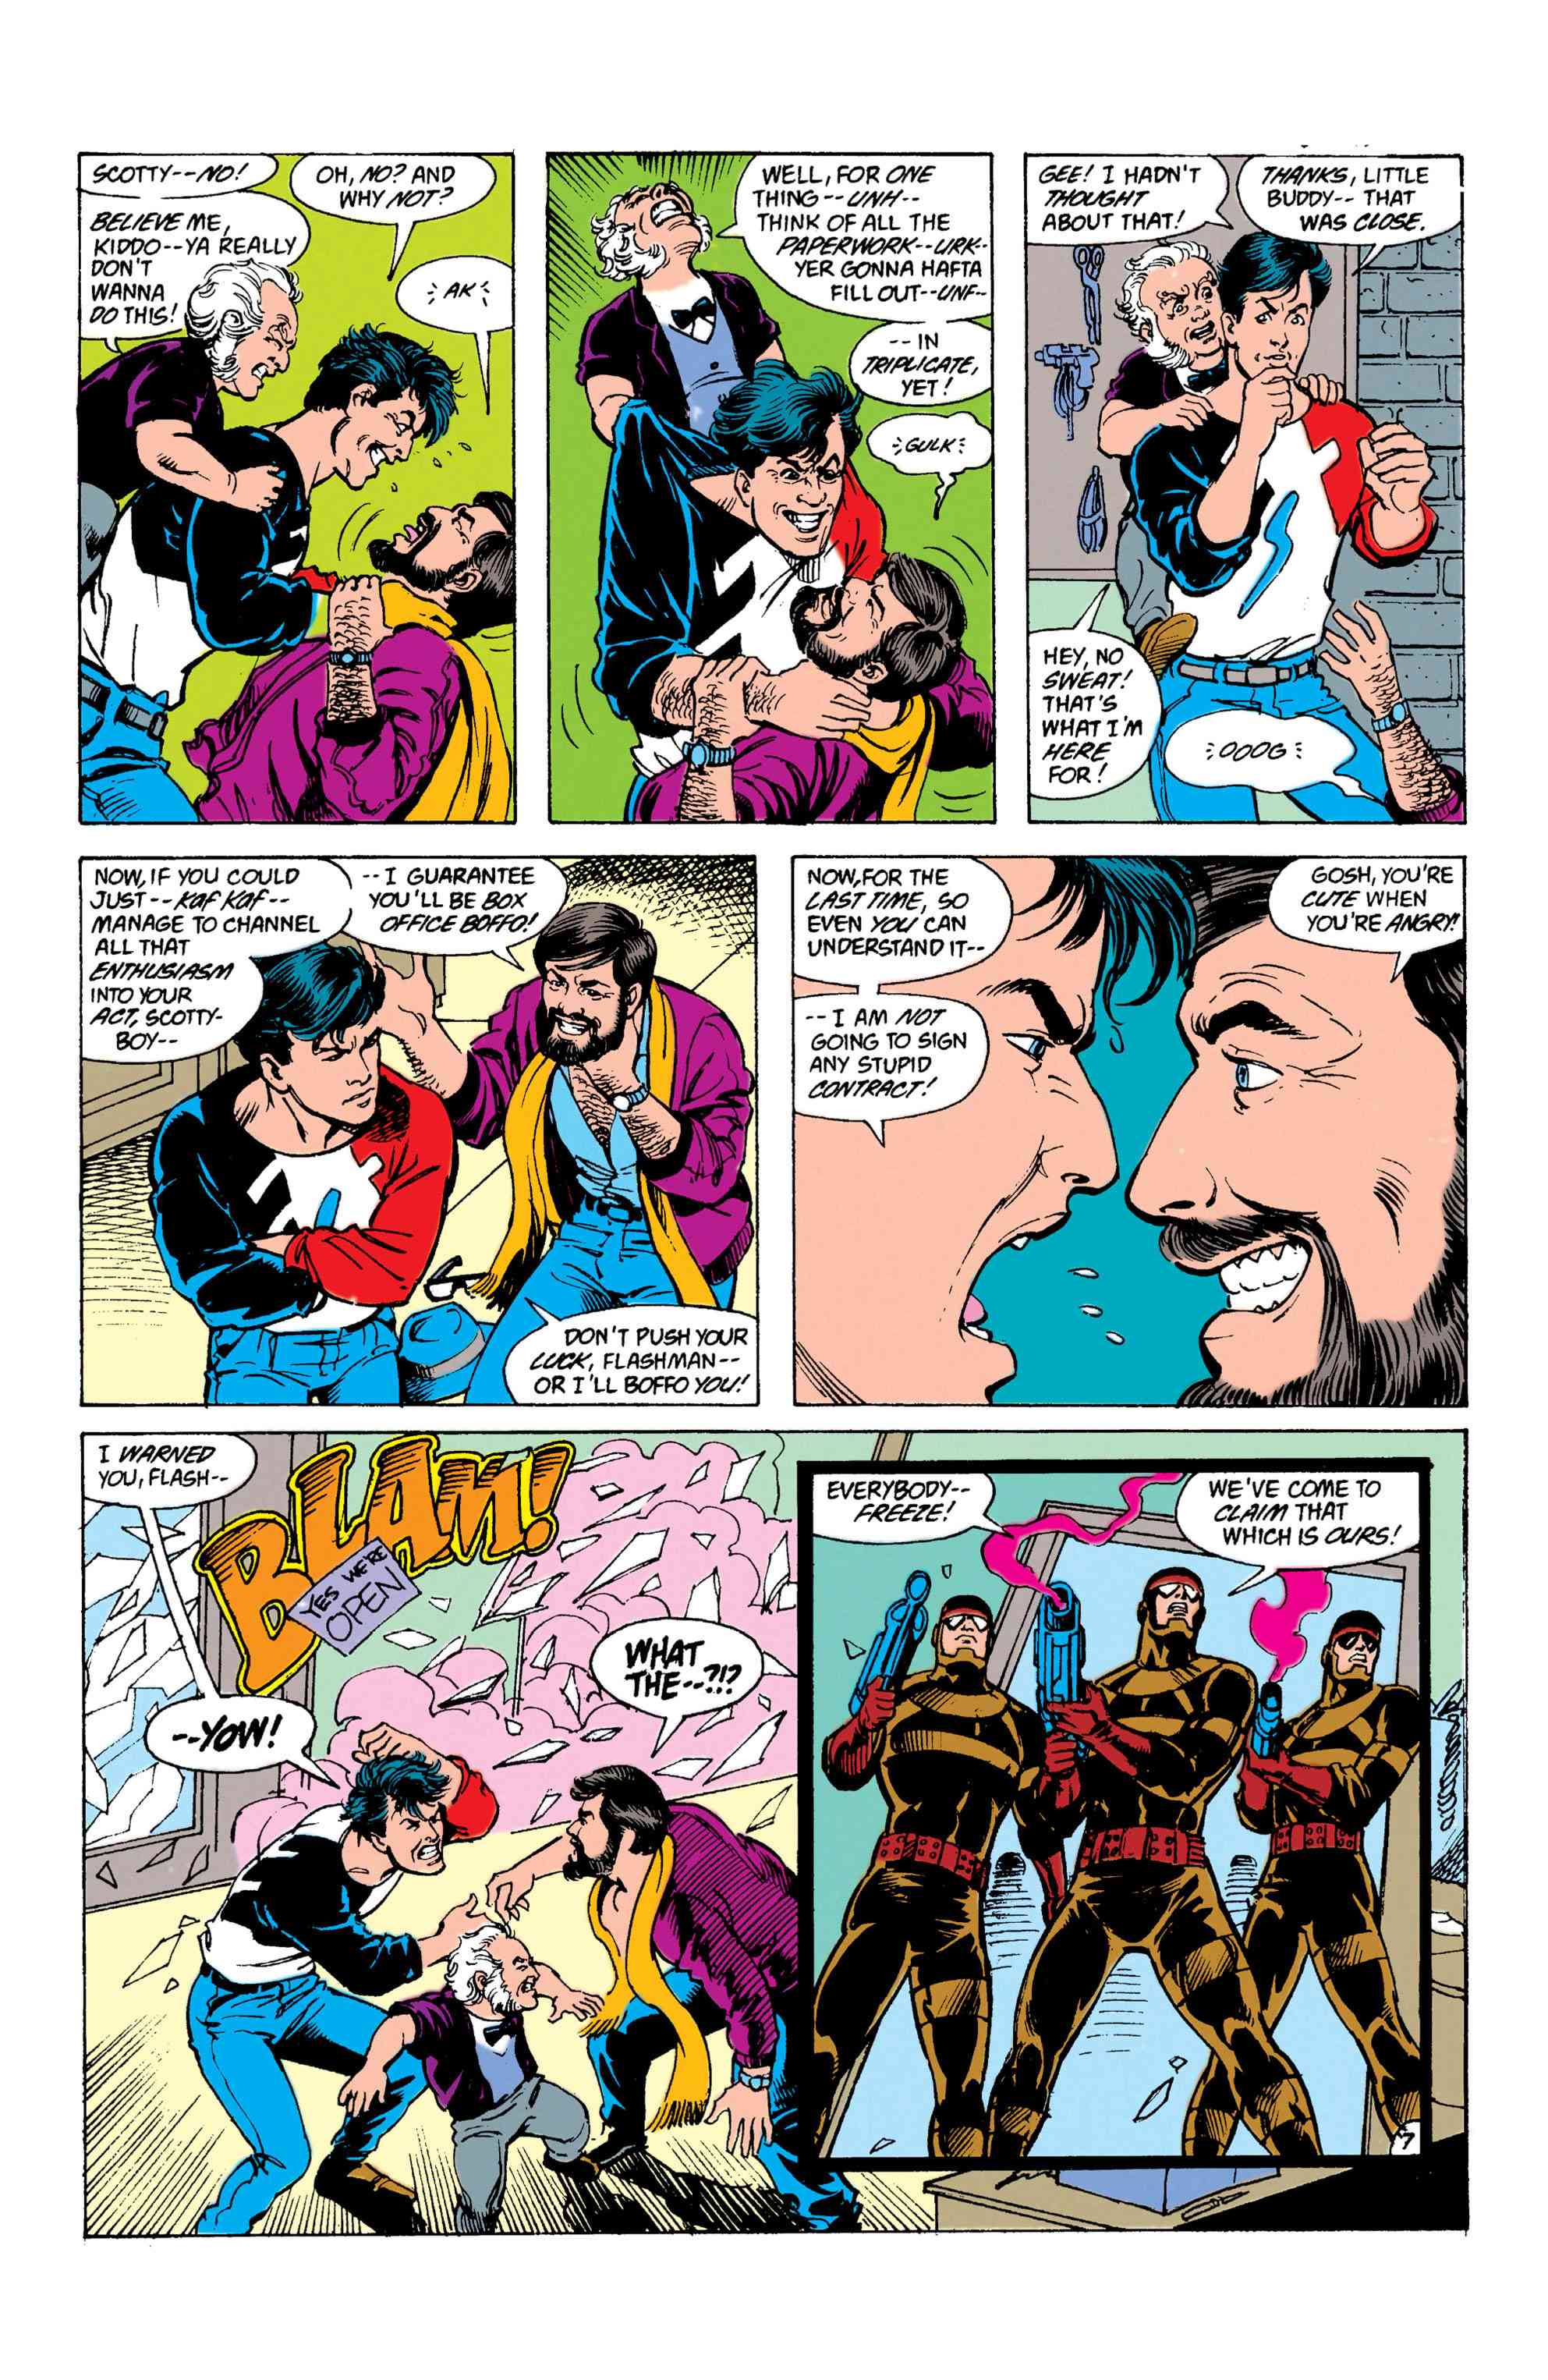 SCOTTY--NO!
BELIEVE ME,
KIDDO--YA REALLY
DON'T
WANNA
DO THIS!
OH, NO? AND
WHY NOT?
AK
WELL, FOR ONE
THING--UNH--
THINK OF ALL THE
PAPERWORK--URK-
YER GONNA HAFTA
FILL OUT--UNF--
--IN
TRIPLICATE,
YET!
GULK
GEE! I HADN'T
THOUGHT
ABOUT THAT!
THANKS, LITTLE
BUDDY--THAT
WAS CLOSE.
HEY, NO
SWEAT!
THAT'S
WHAT I'M
HERE
FOR!
OOOG
NOW, IF YOU COULD
JUST--KAF KAF--
MANAGE TO CHANNEL
ALL THAT
ENTHUSIASM
INTO YOUR
ACT, SCOTTY-
BOY--
--I GUARANTEE
YOU'LL BE BOX
OFFICE BOFFO!
DON'T PUSH YOUR
LUCK, FLASHMAN--
OR I'LL BOFFO YOU!
NOW, FOR THE
LAST TIME, SO
EVEN YOU CAN
UNDERSTAND IT--
--I AM NOT
GOING TO SIGN
ANY STUPID
CONTRACT!
GOSH, YOU'RE
CUTE WHEN
YOU'RE ANGRY!
I WARNED
YOU, FLASH--
BLAM!
YES WE'RE
OPEN
--YOW!
WHAT
THE--?!?
EVERYBODY--
FREEZE!
WE'VE COME TO
CLAIM THAT
WHICH IS OURS!
7